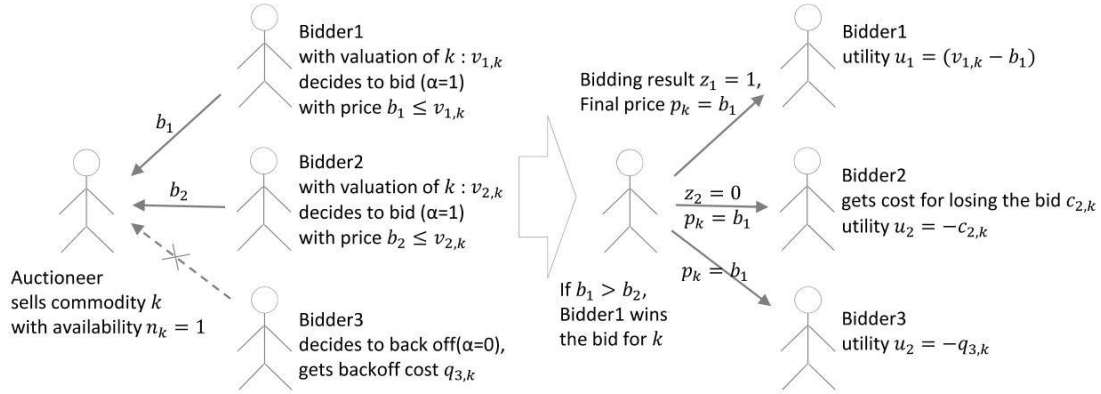 Bidder1
with valuation of k : v₁,ₖ
decides to bid (α=1)
with price b₁ ≤ v₁,ₖ
b₁
Bidder2
with valuation of k : v₂,ₖ
decides to bid (α=1)
with price b₂ ≤ v₂,ₖ
b₂
Auctioneer
sells commodity k
with availability nₖ = 1
Bidder3
decides to back off(α=0),
gets backoff cost q₃,ₖ
Bidding result z₁ = 1,
Final price pₖ = b₁
z₂ = 0
pₖ = b₁
pₖ = b₁
If b₁ > b₂,
Bidder1 wins
the bid for k
Bidder1
utility u₁ = (v₁,ₖ − b₁)
Bidder2
gets cost for losing the bid c₂,ₖ
utility u₂ = −c₂,ₖ
Bidder3
utility u₂ = −q₃,ₖ